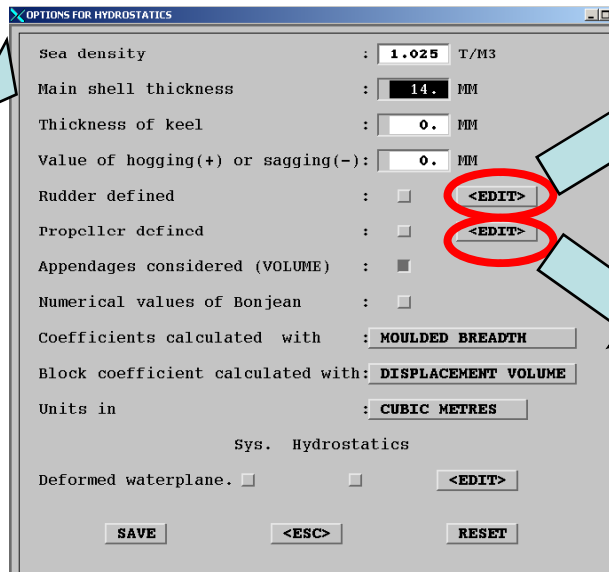 OPTIONS FOR HYDROSTATICS
Sea density : 1.025 T/M3
Main shell thickness : 14. MM
Thickness of keel : 0. MM
Value of hogging(+) or sagging(-): 0. MM
Rudder defined : <EDIT>
Propeller defined : <EDIT>
Appendages considered (VOLUME) :
Numerical values of Bonjean :
Coefficients calculated with : MOULDED BREADTH
Block coefficient calculated with: DISPLACEMENT VOLUME
Units in : CUBIC METRES
Sys. Hydrostatics
Deformed waterplane. <EDIT>
SAVE <ESC> RESET